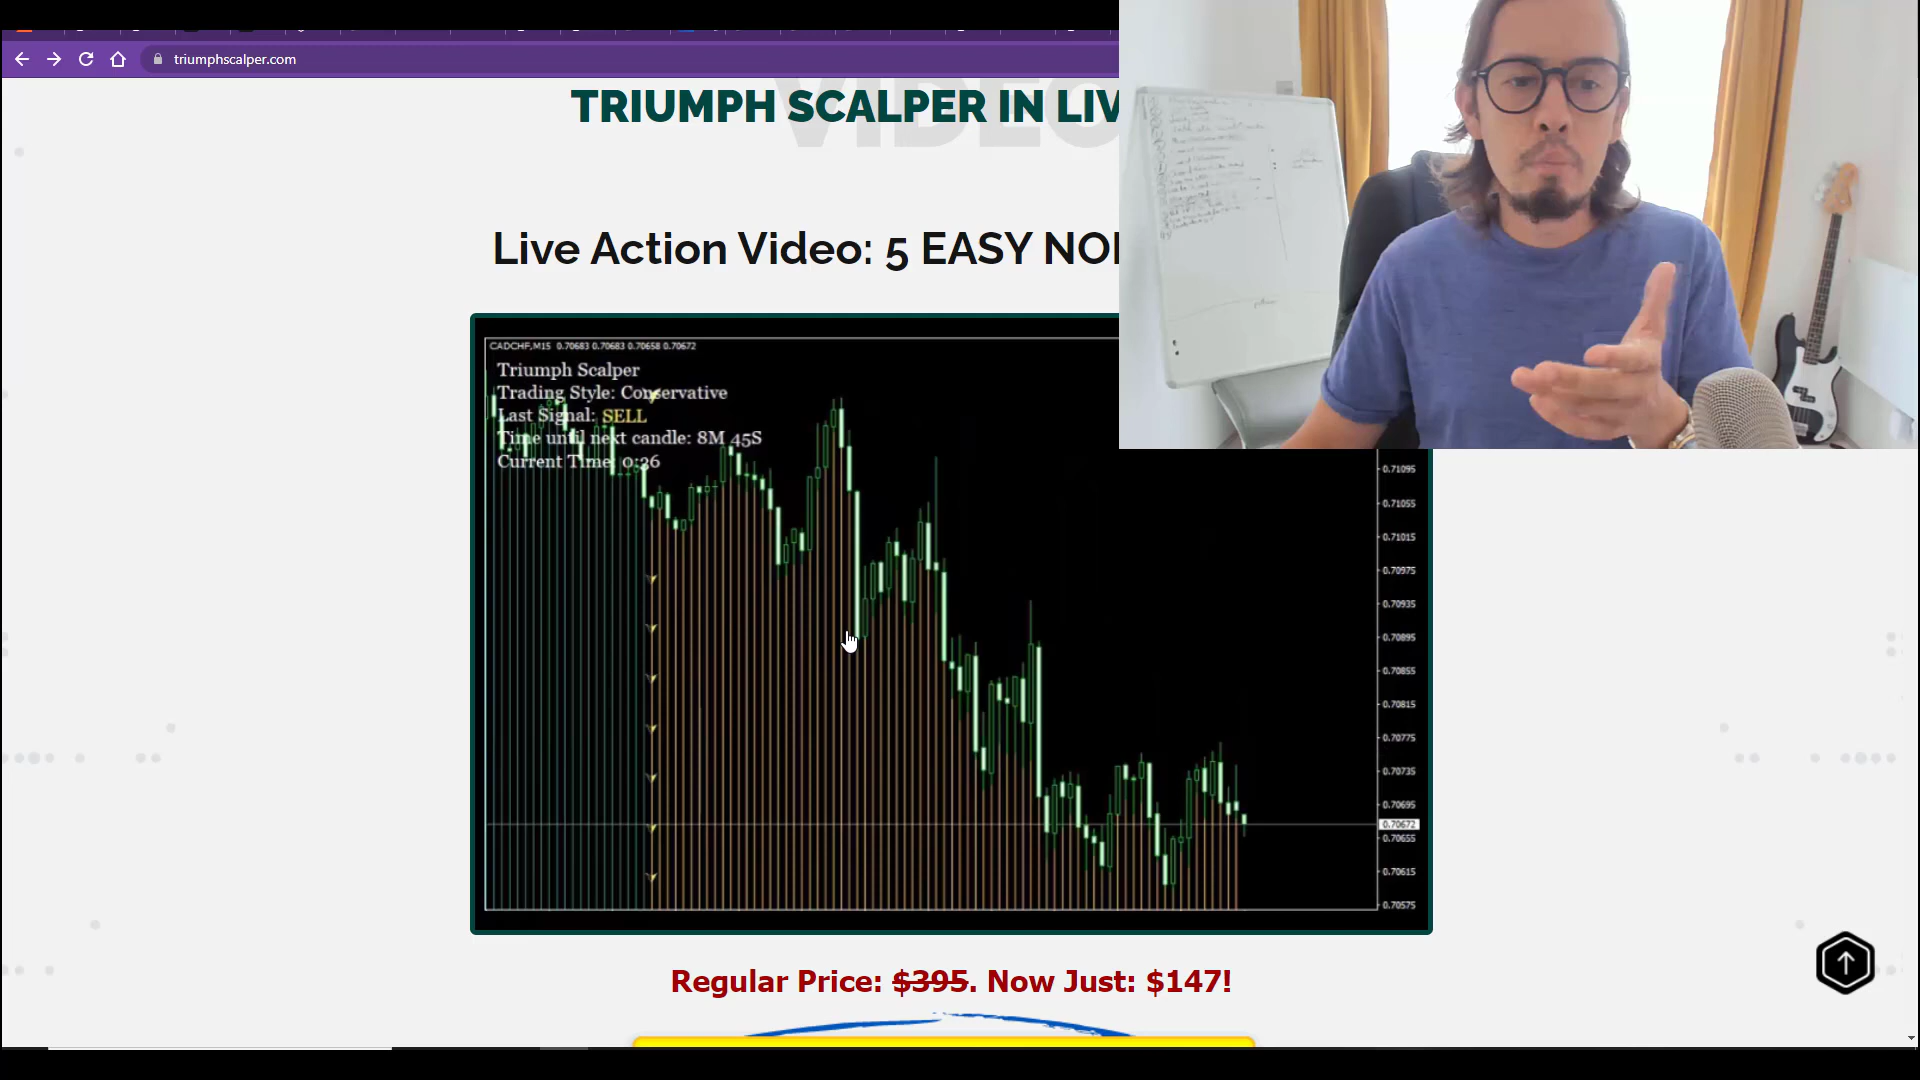 triumphscalper.com
VIDEO
TRIUMPH SCALPER IN LIV
Live Action Video: 5 EASY NO
CADCHF,M15 0.70683 0.70683 0.70658 0.70672
Triumph Scalper
Trading Style: Conservative
Last Signal: SELL
Time until next candle: 8M 45S
Current Time: 0:36
0.71095
0.71055
0.71015
0.70975
0.70935
0.70895
0.70855
0.70815
0.70775
0.70735
0.70695
0.70672
0.70655
0.70615
0.70575
Regular Price: $395. Now Just: $147!